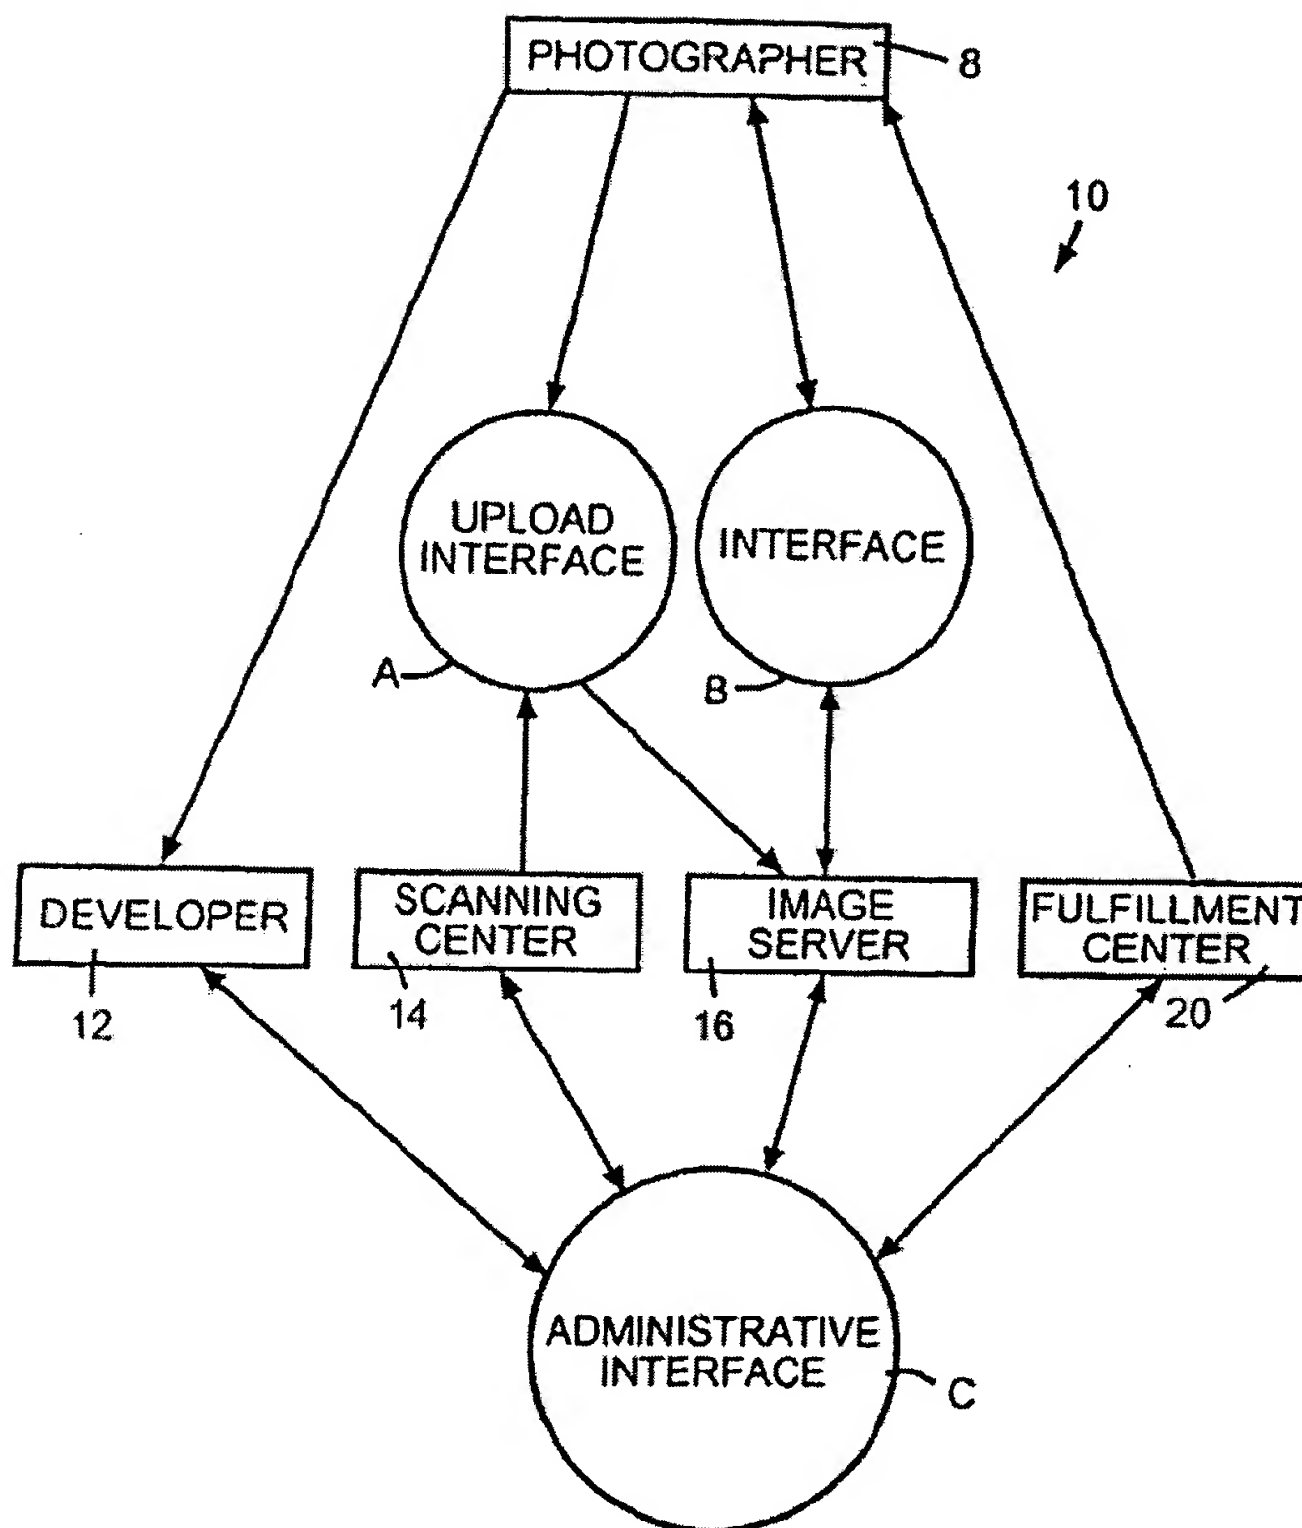 PHOTOGRAPHER
8
10
UPLOAD
INTERFACE
INTERFACE
A
B
DEVELOPER
SCANNING
CENTER
IMAGE
SERVER
FULFILLMENT
CENTER
12
14
16
20
ADMINISTRATIVE
INTERFACE
C